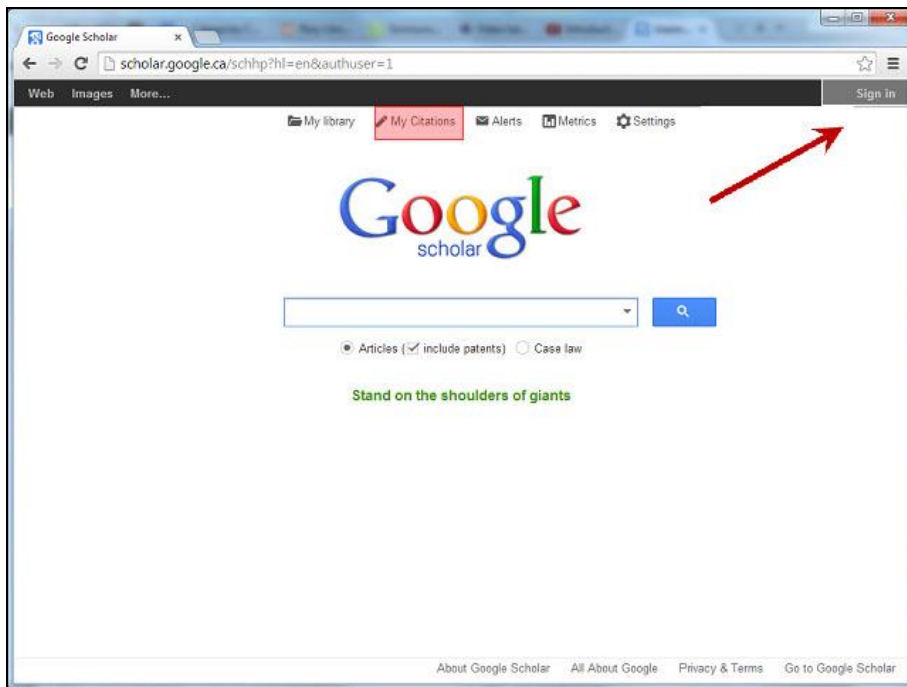 Google Scholar
scholar.google.ca/schhp?hl=en&authuser=1
Web Images More... Sign in
My library My Citations Alerts Metrics Settings
Google
scholar
Articles ( include patents) Case law
Stand on the shoulders of giants
About Google Scholar All About Google Privacy & Terms Go to Google Scholar